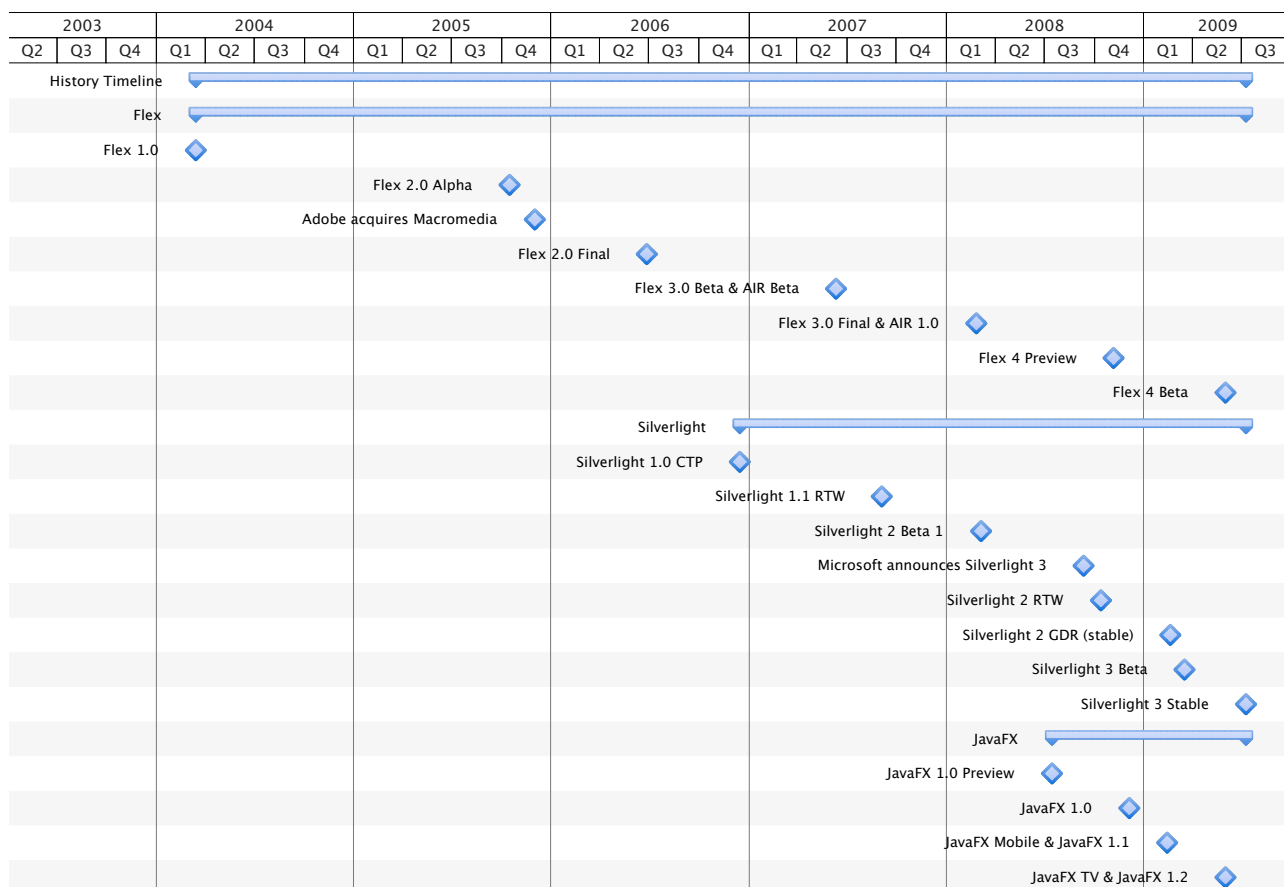 2003 2004 2005 2006 2007 2008 2009
Q2 Q3 Q4 Q1 Q2 Q3 Q4 Q1 Q2 Q3 Q4 Q1 Q2 Q3 Q4 Q1 Q2 Q3 Q4 Q1 Q2 Q3 Q4 Q1 Q2 Q3
History Timeline
Flex
Flex 1.0
Flex 2.0 Alpha
Adobe acquires Macromedia
Flex 2.0 Final
Flex 3.0 Beta & AIR Beta
Flex 3.0 Final & AIR 1.0
Flex 4 Preview
Flex 4 Beta
Silverlight
Silverlight 1.0 CTP
Silverlight 1.1 RTW
Silverlight 2 Beta 1
Microsoft announces Silverlight 3
Silverlight 2 RTW
Silverlight 2 GDR (stable)
Silverlight 3 Beta
Silverlight 3 Stable
JavaFX
JavaFX 1.0 Preview
JavaFX 1.0
JavaFX Mobile & JavaFX 1.1
JavaFX TV & JavaFX 1.2